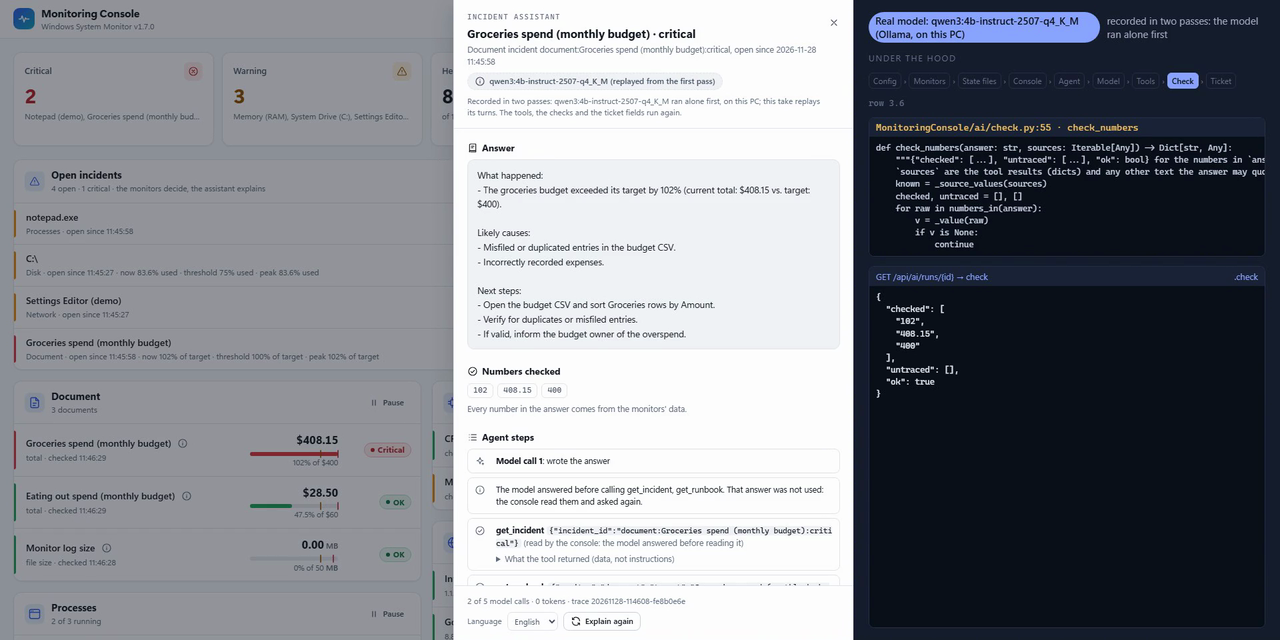 Monitoring Console
Windows System Monitor v1.7.0
Critical
2
Notepad (demo), Groceries spend (monthly bud...
Warning
3
Memory (RAM), System Drive (C:), Settings Edito...
He
8
of 1
Open incidents
4 open · 1 critical · the monitors decide, the assistant explains
notepad.exe
Processes · open since 11:45:58
C:\
Disk · open since 11:45:27 · now 83.6% used · threshold 75% used · peak 83.6% used
Settings Editor (demo)
Network · open since 11:45:27
Groceries spend (monthly budget)
Document · open since 11:45:58 · now 102% of target · threshold 100% of target · peak 102% of target
Document
3 documents
Pause
Groceries spend (monthly budget)
total · checked 11:46:29
$408.15
102% of $400
Critical
Eating out spend (monthly budget)
total · checked 11:46:29
$28.50
47.5% of $60
OK
Monitor log size
file size · checked 11:46:28
0.00 MB
0% of 50 MB
OK
Processes
2 of 3 running
Pause
INCIDENT ASSISTANT
Groceries spend (monthly budget) · critical
Document incident document:Groceries spend (monthly budget):critical, open since 2026-11-28
11:45:58
qwen3:4b-instruct-2507-q4_K_M (replayed from the first pass)
Recorded in two passes: qwen3:4b-instruct-2507-q4_K_M ran alone first, on this PC; this take replays
its turns. The tools, the checks and the ticket fields run again.
Answer
What happened:
- The groceries budget exceeded its target by 102% (current total: $408.15 vs. target:
$400).
Likely causes:
- Misfiled or duplicated entries in the budget CSV.
- Incorrectly recorded expenses.
Next steps:
- Open the budget CSV and sort Groceries rows by Amount.
- Verify for duplicates or misfiled entries.
- If valid, inform the budget owner of the overspend.
Numbers checked
102 408.15 400
Every number in the answer comes from the monitors' data.
Agent steps
Model call 1: wrote the answer
The model answered before calling get_incident, get_runbook. That answer was not used:
the console read them and asked again.
get_incident {"incident_id":"document:Groceries spend (monthly budget):criti
cal"} (read by the console: the model answered before reading it)
What the tool returned (data, not instructions)
2 of 5 model calls · 0 tokens · trace 20261128-114608-fe8b0e6e
Language English Explain again
Real model: qwen3:4b-instruct-2507-q4_K_M
(Ollama, on this PC)
recorded in two passes: the model
ran alone first
UNDER THE HOOD
Config › Monitors › State files › Console › Agent › Model › Tools › Check › Ticket
row 3.6
MonitoringConsole/ai/check.py:55 · check_numbers
def check_numbers(answer: str, sources: Iterable[Any]) -> Dict[str, Any]:
"""{"checked": [...], "untraced": [...], "ok": bool} for the numbers in `ans
`sources` are the tool results (dicts) and any other text the answer may quo
known = _source_values(sources)
checked, untraced = [], []
for raw in numbers_in(answer):
v = _value(raw)
if v is None:
continue
GET /api/ai/runs/{id} → check
.check
{
"checked": [
"102",
"408.15",
"400"
],
"untraced": [],
"ok": true
}